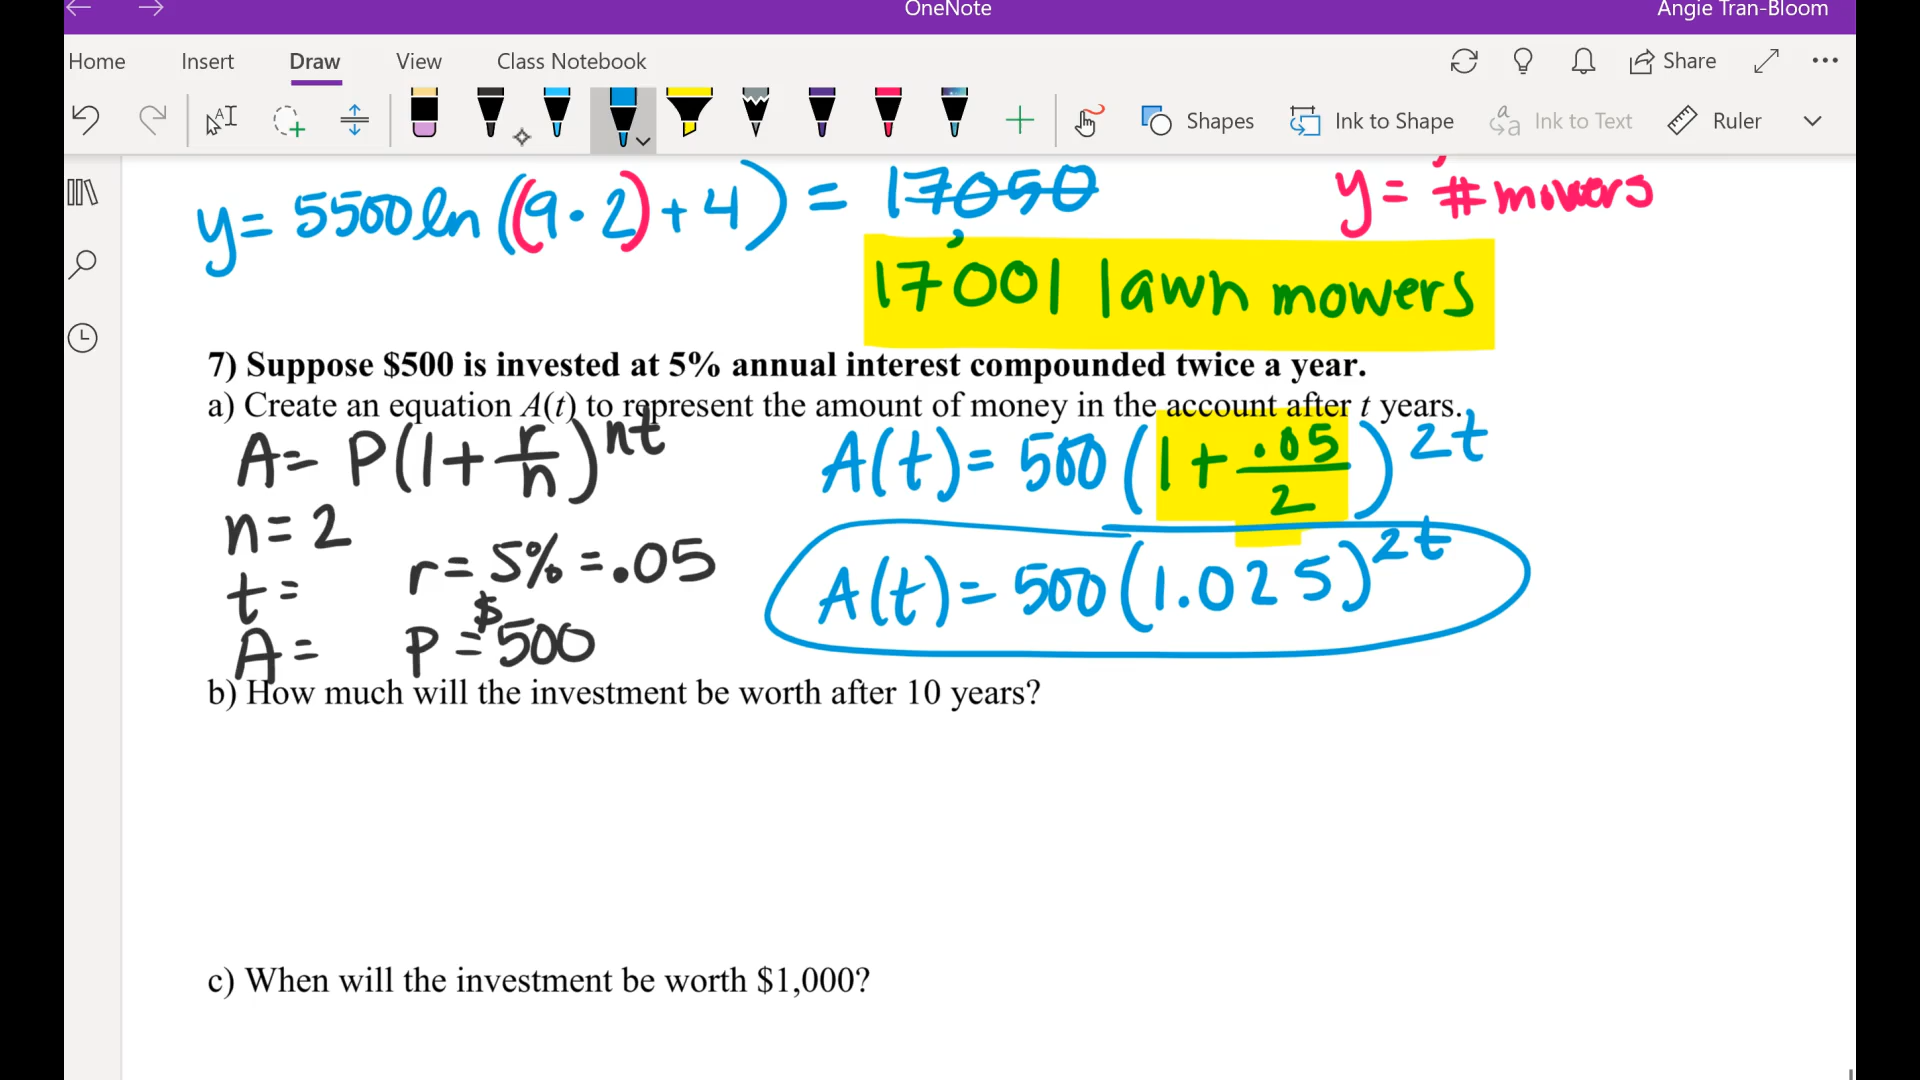 OneNote
Angie Tran-Bloom
Home Insert Draw View Class Notebook Share
Shapes Ink to Shape Ink to Text Ruler
y= 5500 ln ((9·2)+4) = 17050
y= # mowers
17,001 lawn mowers
7) Suppose $500 is invested at 5% annual interest compounded twice a year.
a) Create an equation A(t) to represent the amount of money in the account after t years.
A= P(1+ r/n)^nt
A(t)= 500 (1+ .05/2)^2t
n= 2
r= 5% = .05
A(t)= 500 (1.025)^2t
t=
A=
P = $500
b) How much will the investment be worth after 10 years?
c) When will the investment be worth $1,000?